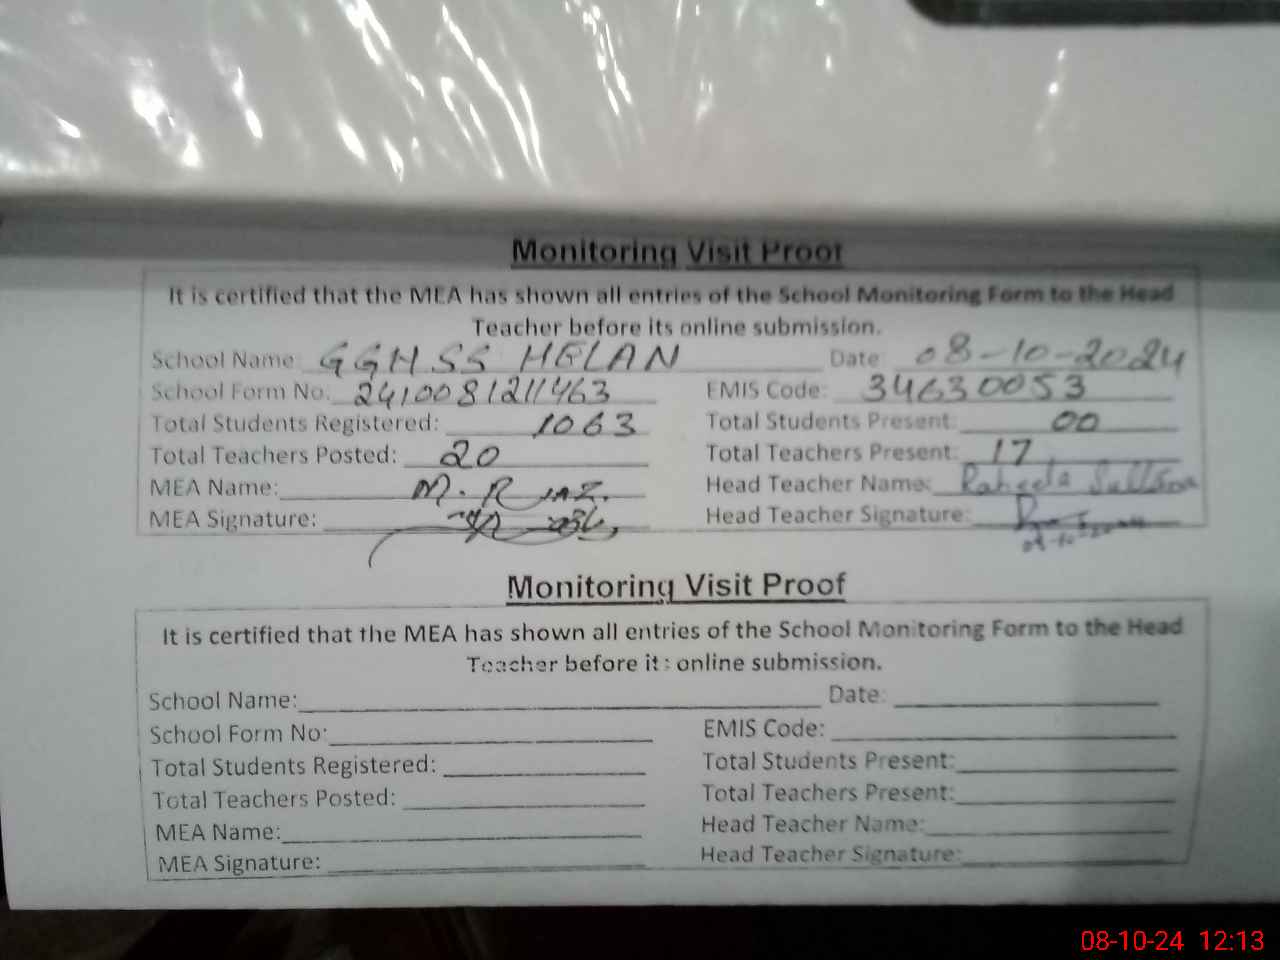 Monitoring Visit Proof
It is certified that the MEA has shown all entries of the School Monitoring Form to the Head
Teacher before its online submission.
School Name GGHSS HELAN Date 08-10-2024
School Form No. 2410081211463 EMIS Code: 34630053
Total Students Registered: 1063 Total Students Present: 00
Total Teachers Posted: 20 Total Teachers Present: 17
MEA Name: M. Riaz. Head Teacher Name: Raheela Sultana
MEA Signature: Head Teacher Signature:
Monitoring Visit Proof
It is certified that the MEA has shown all entries of the School Monitoring Form to the Head
Teacher before it: online submission.
School Name: Date:
School Form No: EMIS Code:
Total Students Registered: Total Students Present:
Total Teachers Posted: Total Teachers Present:
MEA Name: Head Teacher Name:
MEA Signature: Head Teacher Signature:
08-10-24 12:13